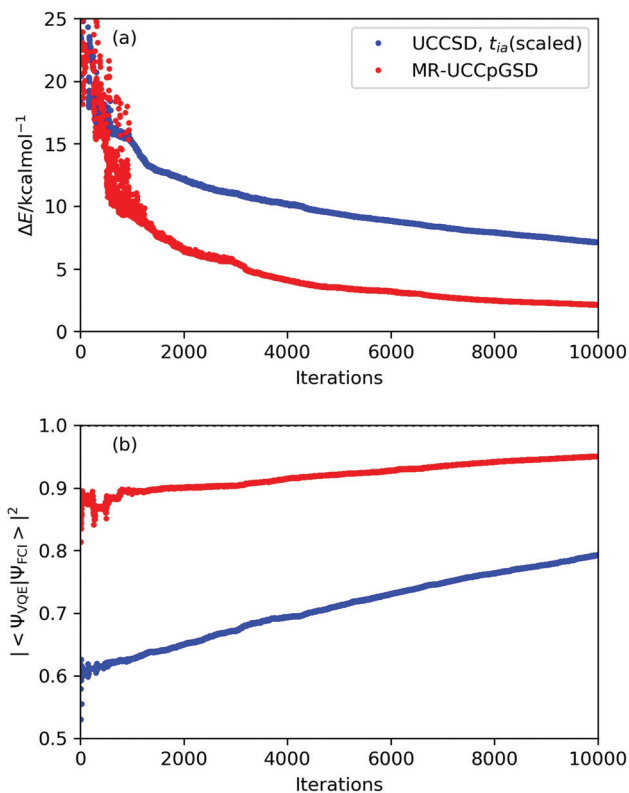 25
20
15
10
5
0
ΔE/kcalmol⁻¹
(a)
UCCSD, tᵢₐ(scaled)
MR-UCCpGSD
0 2000 4000 6000 8000 10000
Iterations
1.0
0.9
0.8
0.7
0.6
0.5
| < Ψ_VQE|Ψ_FCI > |²
(b)
0 2000 4000 6000 8000 10000
Iterations